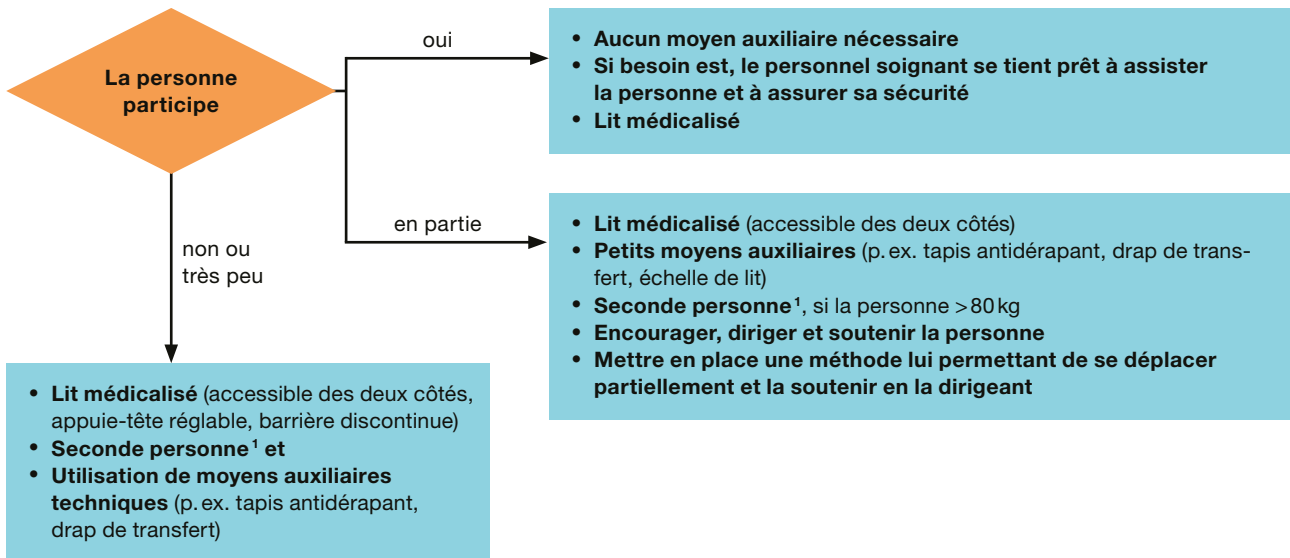 La personne
participe
oui
• Aucun moyen auxiliaire nécessaire
• Si besoin est, le personnel soignant se tient prêt à assister
la personne et à assurer sa sécurité
• Lit médicalisé
en partie
• Lit médicalisé (accessible des deux côtés)
• Petits moyens auxiliaires (p. ex. tapis antidérapant, drap de trans-
fert, échelle de lit)
• Seconde personne¹, si la personne >80 kg
• Encourager, diriger et soutenir la personne
• Mettre en place une méthode lui permettant de se déplacer
partiellement et la soutenir en la dirigeant
non ou
très peu
• Lit médicalisé (accessible des deux côtés,
appuie-tête réglable, barrière discontinue)
• Seconde personne¹ et
• Utilisation de moyens auxiliaires
techniques (p. ex. tapis antidérapant,
drap de transfert)